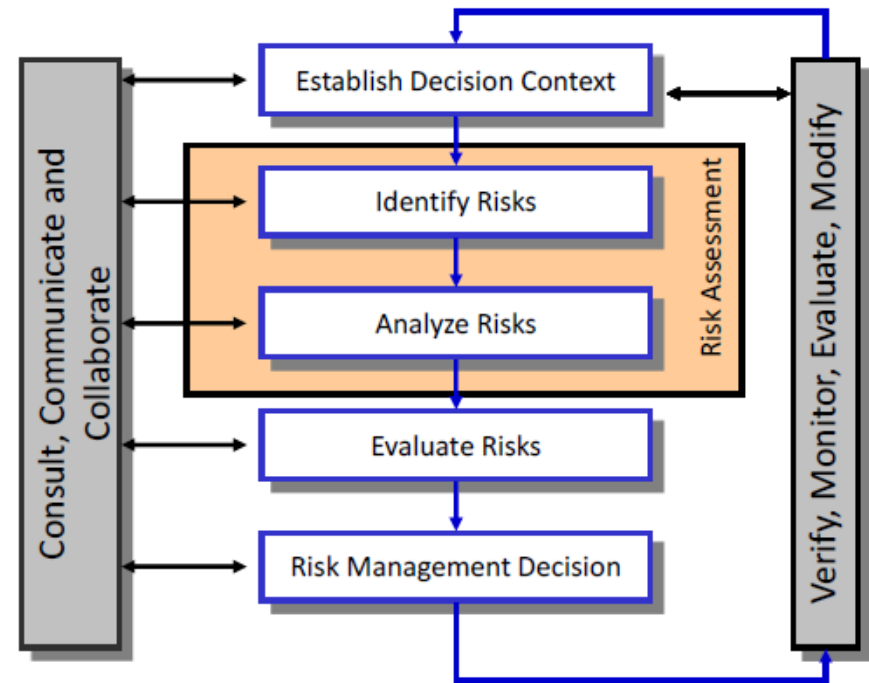 Establish Decision Context
Identify Risks
Analyze Risks
Risk Assessment
Evaluate Risks
Risk Management Decision
Consult, Communicate and
Collaborate
Verify, Monitor, Evaluate, Modify